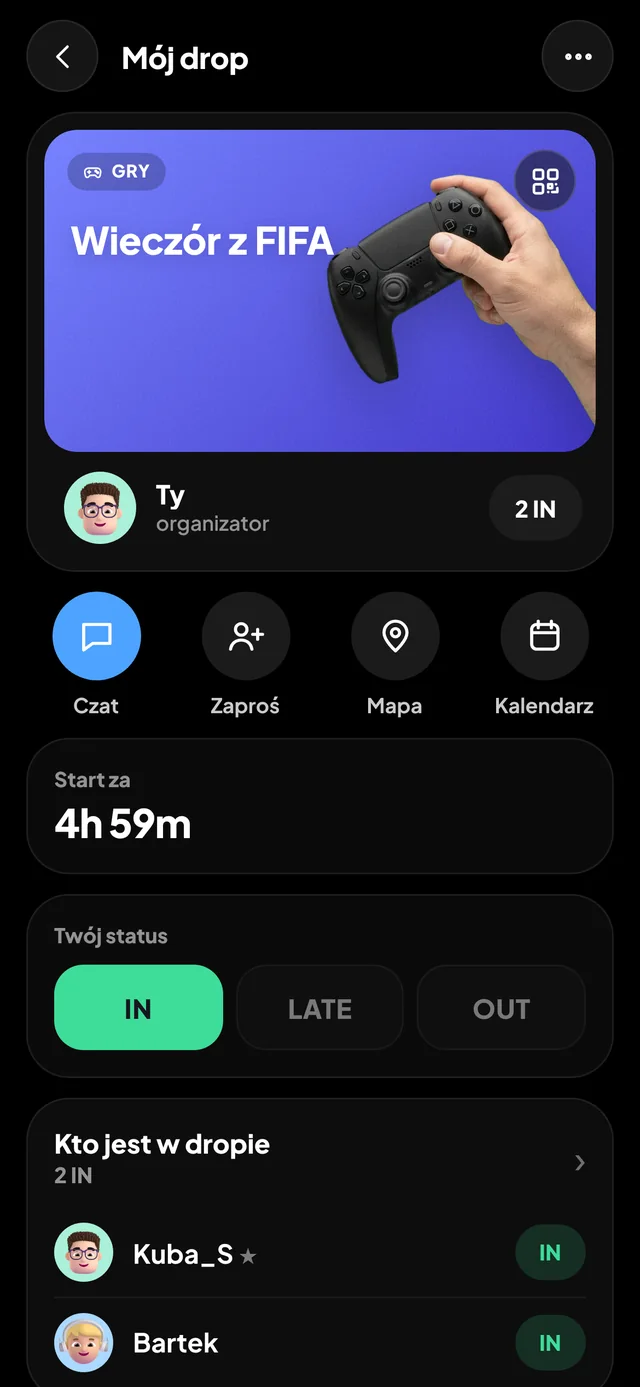 Mój drop
GRY
Wieczór z FIFA
Ty
organizator
2 IN
Czat
Zaproś
Mapa
Kalendarz
Start za
4h 59m
Twój status
IN
LATE
OUT
Kto jest w dropie
2 IN
Kuba_S ★
IN
Bartek
IN